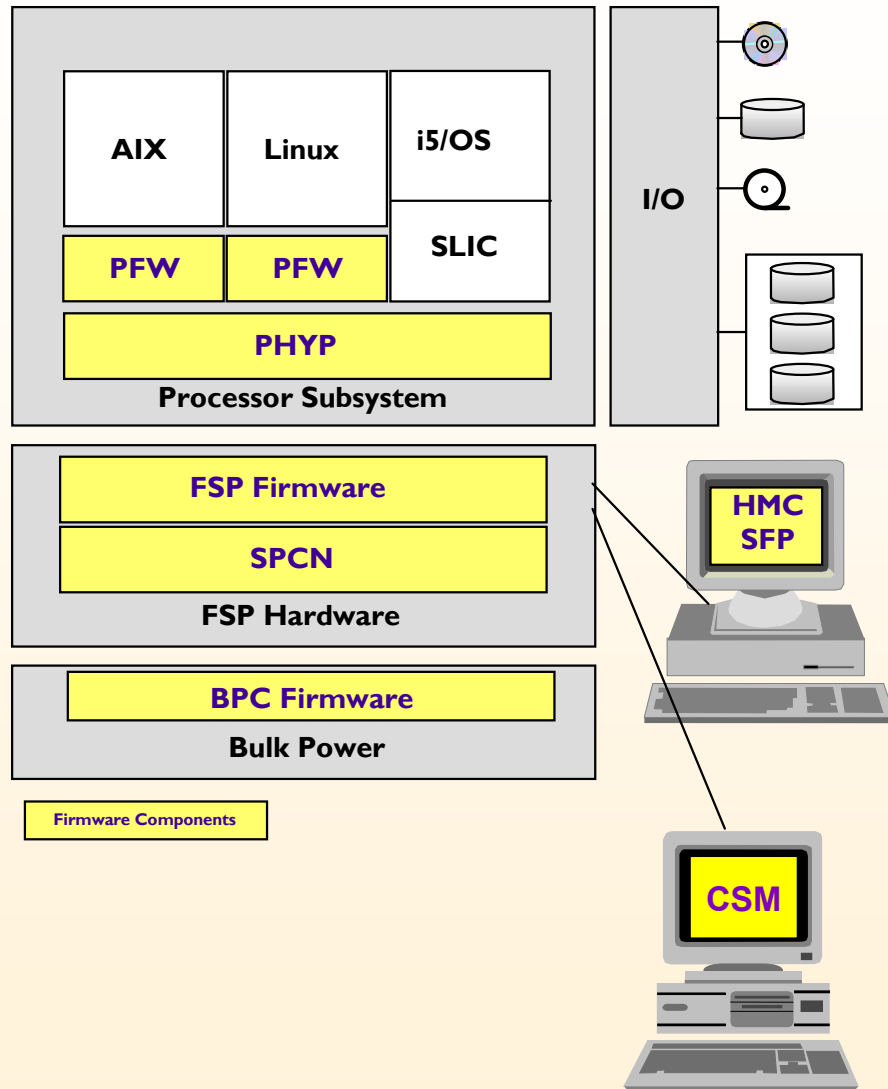 AIX
Linux
i5/OS
SLIC
PFW
PFW
PHYP
Processor Subsystem
I/O
FSP Firmware
SPCN
FSP Hardware
HMC
SFP
BPC Firmware
Bulk Power
Firmware Components
CSM